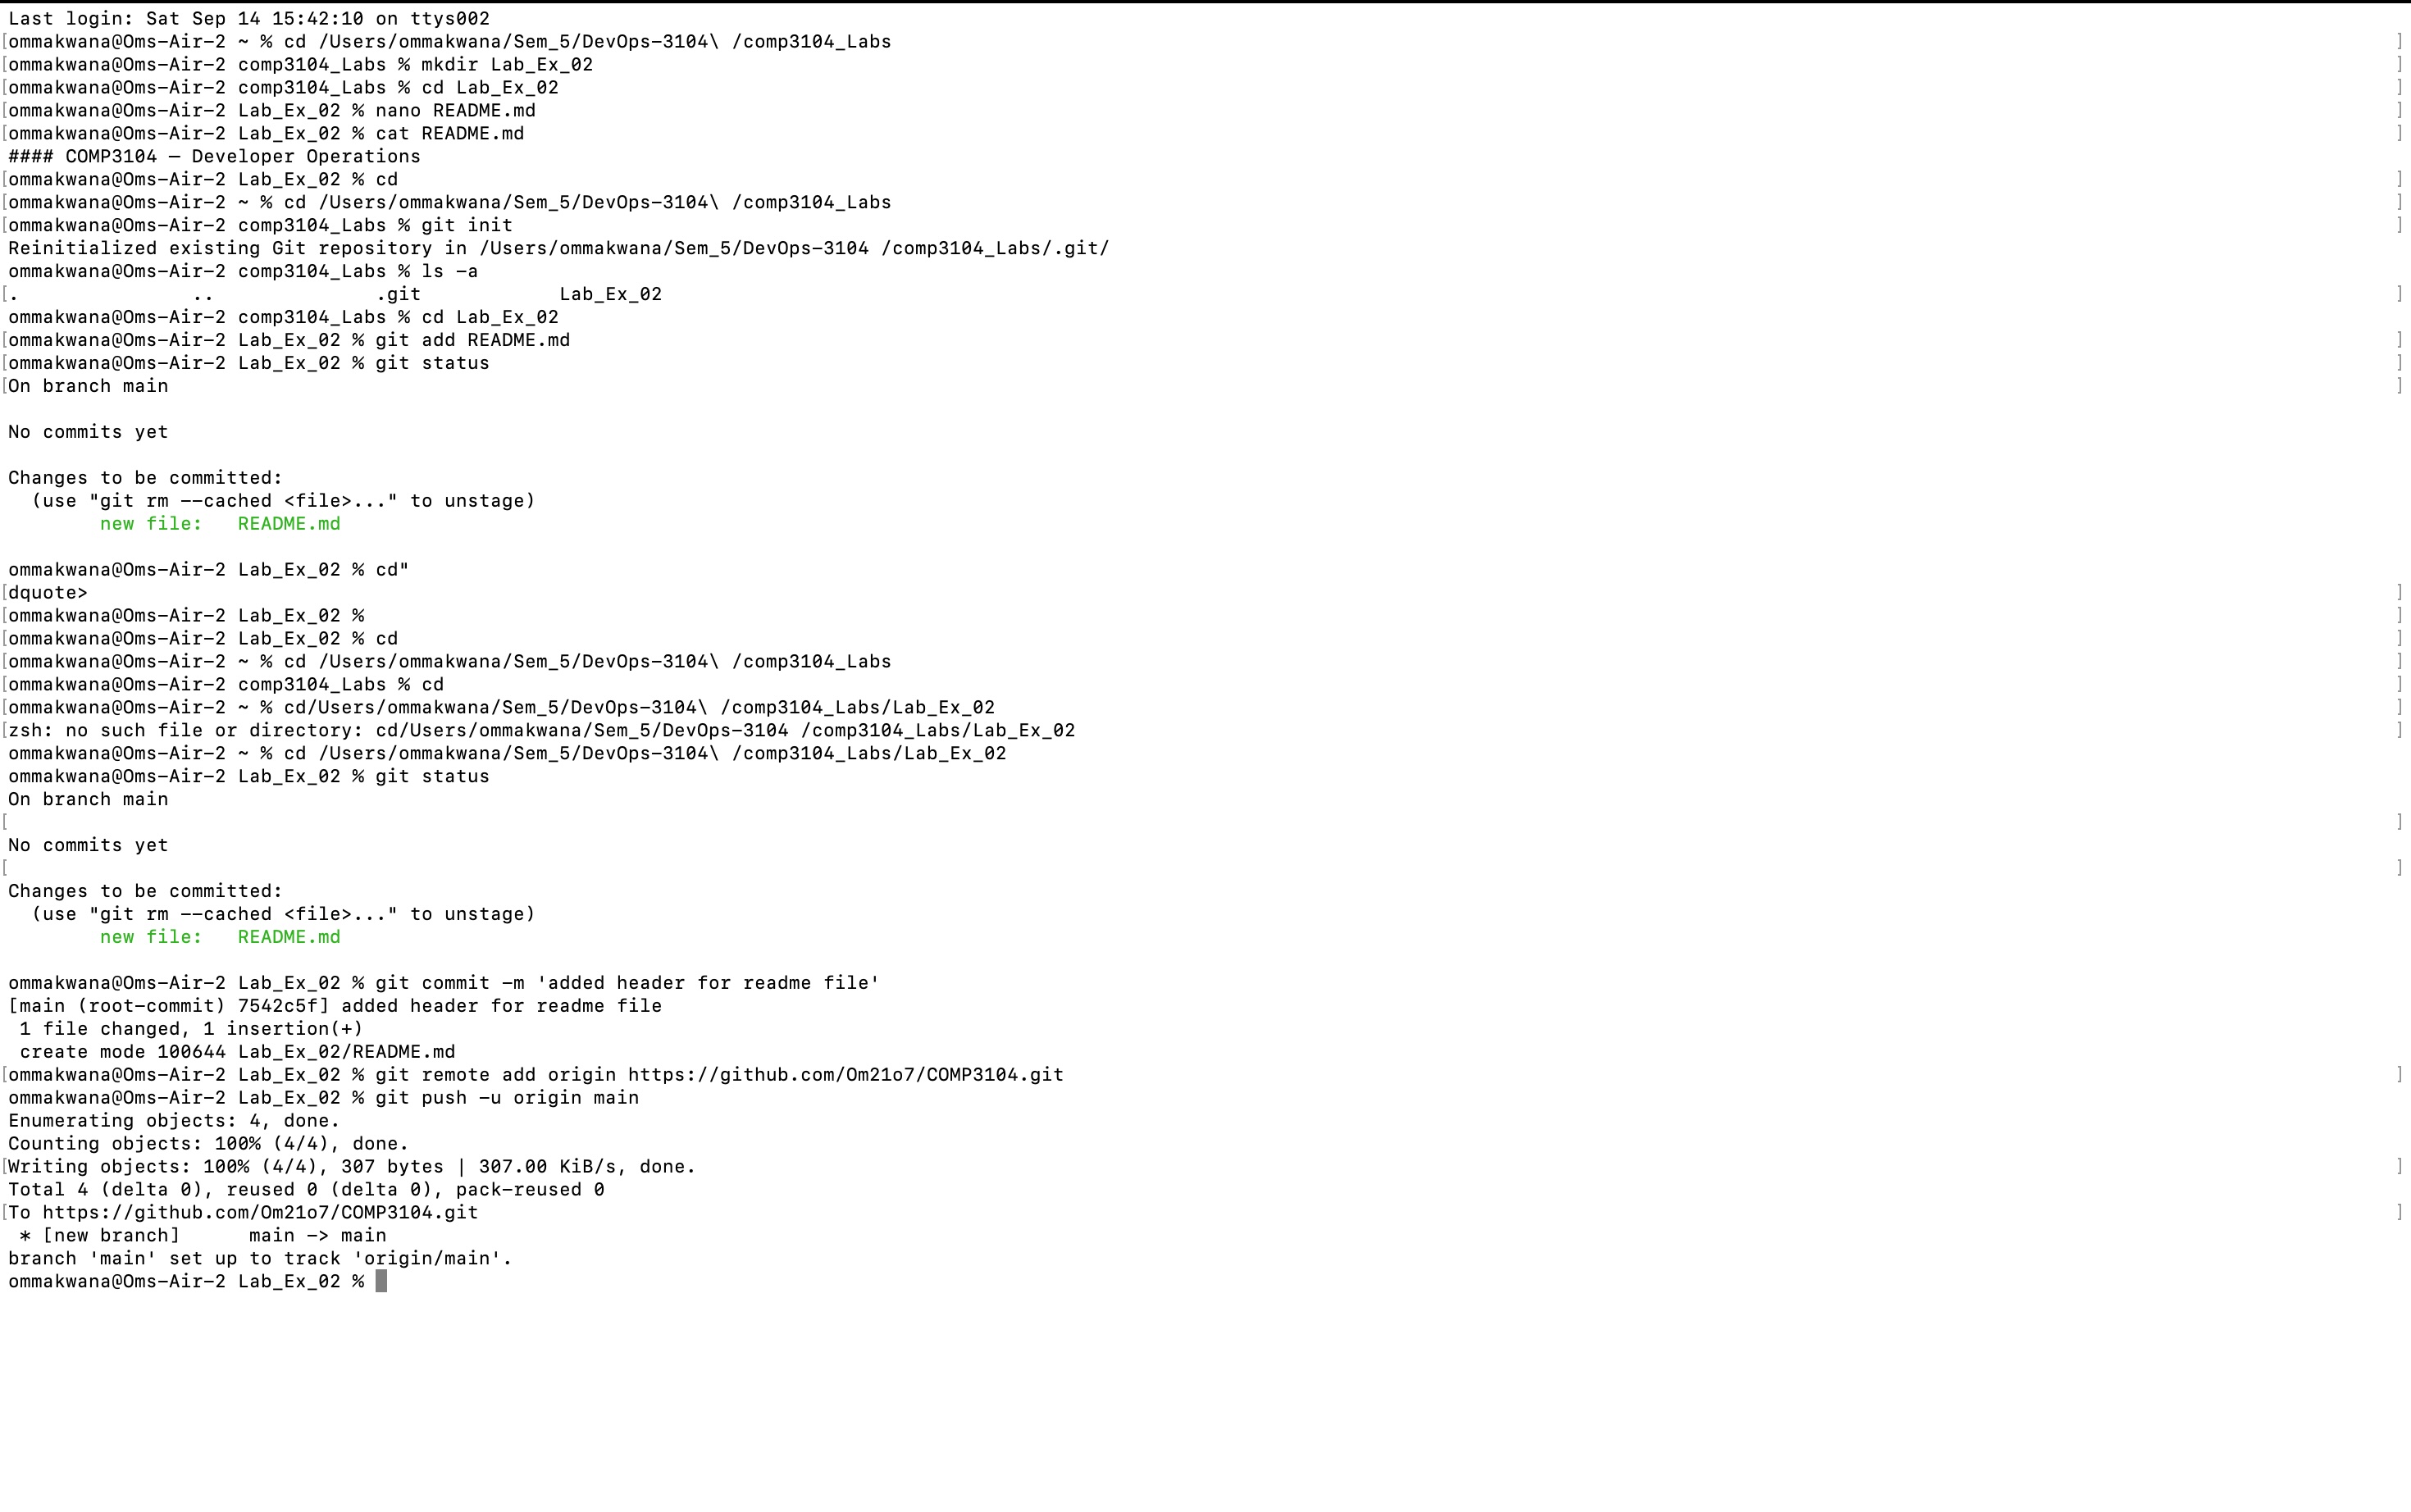 Last login: Sat Sep 14 15:42:10 on ttys002
[ommakwana@Oms-Air-2 ~ % cd /Users/ommakwana/Sem_5/DevOps-3104\ /comp3104_Labs ]
[ommakwana@Oms-Air-2 comp3104_Labs % mkdir Lab_Ex_02 ]
[ommakwana@Oms-Air-2 comp3104_Labs % cd Lab_Ex_02 ]
[ommakwana@Oms-Air-2 Lab_Ex_02 % nano README.md ]
[ommakwana@Oms-Air-2 Lab_Ex_02 % cat README.md ]
#### COMP3104 – Developer Operations
[ommakwana@Oms-Air-2 Lab_Ex_02 % cd ]
[ommakwana@Oms-Air-2 ~ % cd /Users/ommakwana/Sem_5/DevOps-3104\ /comp3104_Labs ]
[ommakwana@Oms-Air-2 comp3104_Labs % git init ]
Reinitialized existing Git repository in /Users/ommakwana/Sem_5/DevOps-3104 /comp3104_Labs/.git/
ommakwana@Oms-Air-2 comp3104_Labs % ls -a
[. .. .git Lab_Ex_02 ]
ommakwana@Oms-Air-2 comp3104_Labs % cd Lab_Ex_02
[ommakwana@Oms-Air-2 Lab_Ex_02 % git add README.md ]
[ommakwana@Oms-Air-2 Lab_Ex_02 % git status ]
[On branch main ]
No commits yet
Changes to be committed:
(use "git rm --cached <file>..." to unstage)
new file: README.md
ommakwana@Oms-Air-2 Lab_Ex_02 % cd"
[dquote> ]
[ommakwana@Oms-Air-2 Lab_Ex_02 % ]
[ommakwana@Oms-Air-2 Lab_Ex_02 % cd ]
[ommakwana@Oms-Air-2 ~ % cd /Users/ommakwana/Sem_5/DevOps-3104\ /comp3104_Labs ]
[ommakwana@Oms-Air-2 comp3104_Labs % cd ]
[ommakwana@Oms-Air-2 ~ % cd/Users/ommakwana/Sem_5/DevOps-3104\ /comp3104_Labs/Lab_Ex_02 ]
[zsh: no such file or directory: cd/Users/ommakwana/Sem_5/DevOps-3104 /comp3104_Labs/Lab_Ex_02 ]
ommakwana@Oms-Air-2 ~ % cd /Users/ommakwana/Sem_5/DevOps-3104\ /comp3104_Labs/Lab_Ex_02
ommakwana@Oms-Air-2 Lab_Ex_02 % git status
On branch main
[ ]
No commits yet
[ ]
Changes to be committed:
(use "git rm --cached <file>..." to unstage)
new file: README.md
ommakwana@Oms-Air-2 Lab_Ex_02 % git commit -m 'added header for readme file'
[main (root-commit) 7542c5f] added header for readme file
1 file changed, 1 insertion(+)
create mode 100644 Lab_Ex_02/README.md
[ommakwana@Oms-Air-2 Lab_Ex_02 % git remote add origin https://github.com/Om21o7/COMP3104.git ]
ommakwana@Oms-Air-2 Lab_Ex_02 % git push -u origin main
Enumerating objects: 4, done.
Counting objects: 100% (4/4), done.
[Writing objects: 100% (4/4), 307 bytes | 307.00 KiB/s, done. ]
Total 4 (delta 0), reused 0 (delta 0), pack-reused 0
[To https://github.com/Om21o7/COMP3104.git ]
* [new branch] main -> main
branch 'main' set up to track 'origin/main'.
ommakwana@Oms-Air-2 Lab_Ex_02 %